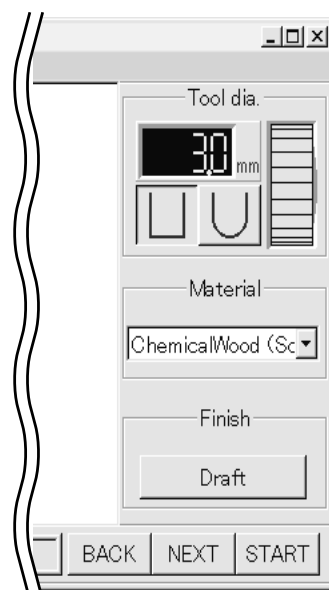 Tool dia.
3.0 mm
Material
ChemicalWood (Sc
Finish
Draft
BACK NEXT START